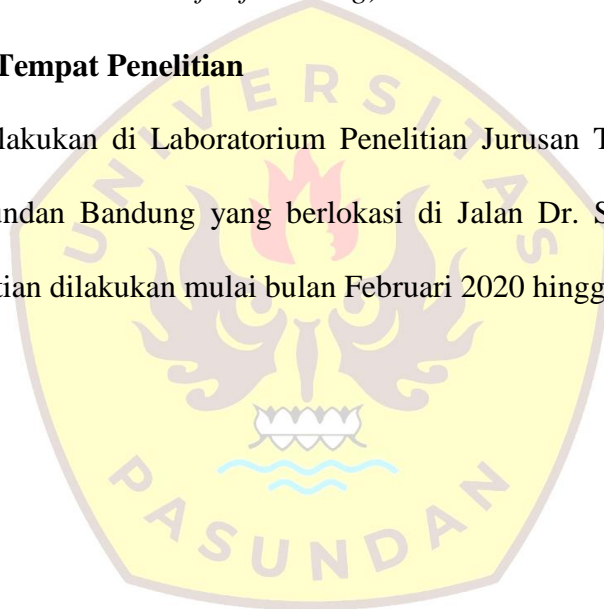 Tempat Penelitian
lakukan di Laboratorium Penelitian Jurusan T
ndan Bandung yang berlokasi di Jalan Dr. S
tian dilakukan mulai bulan Februari 2020 hingg
UNIVERSITAS
PASUNDAN